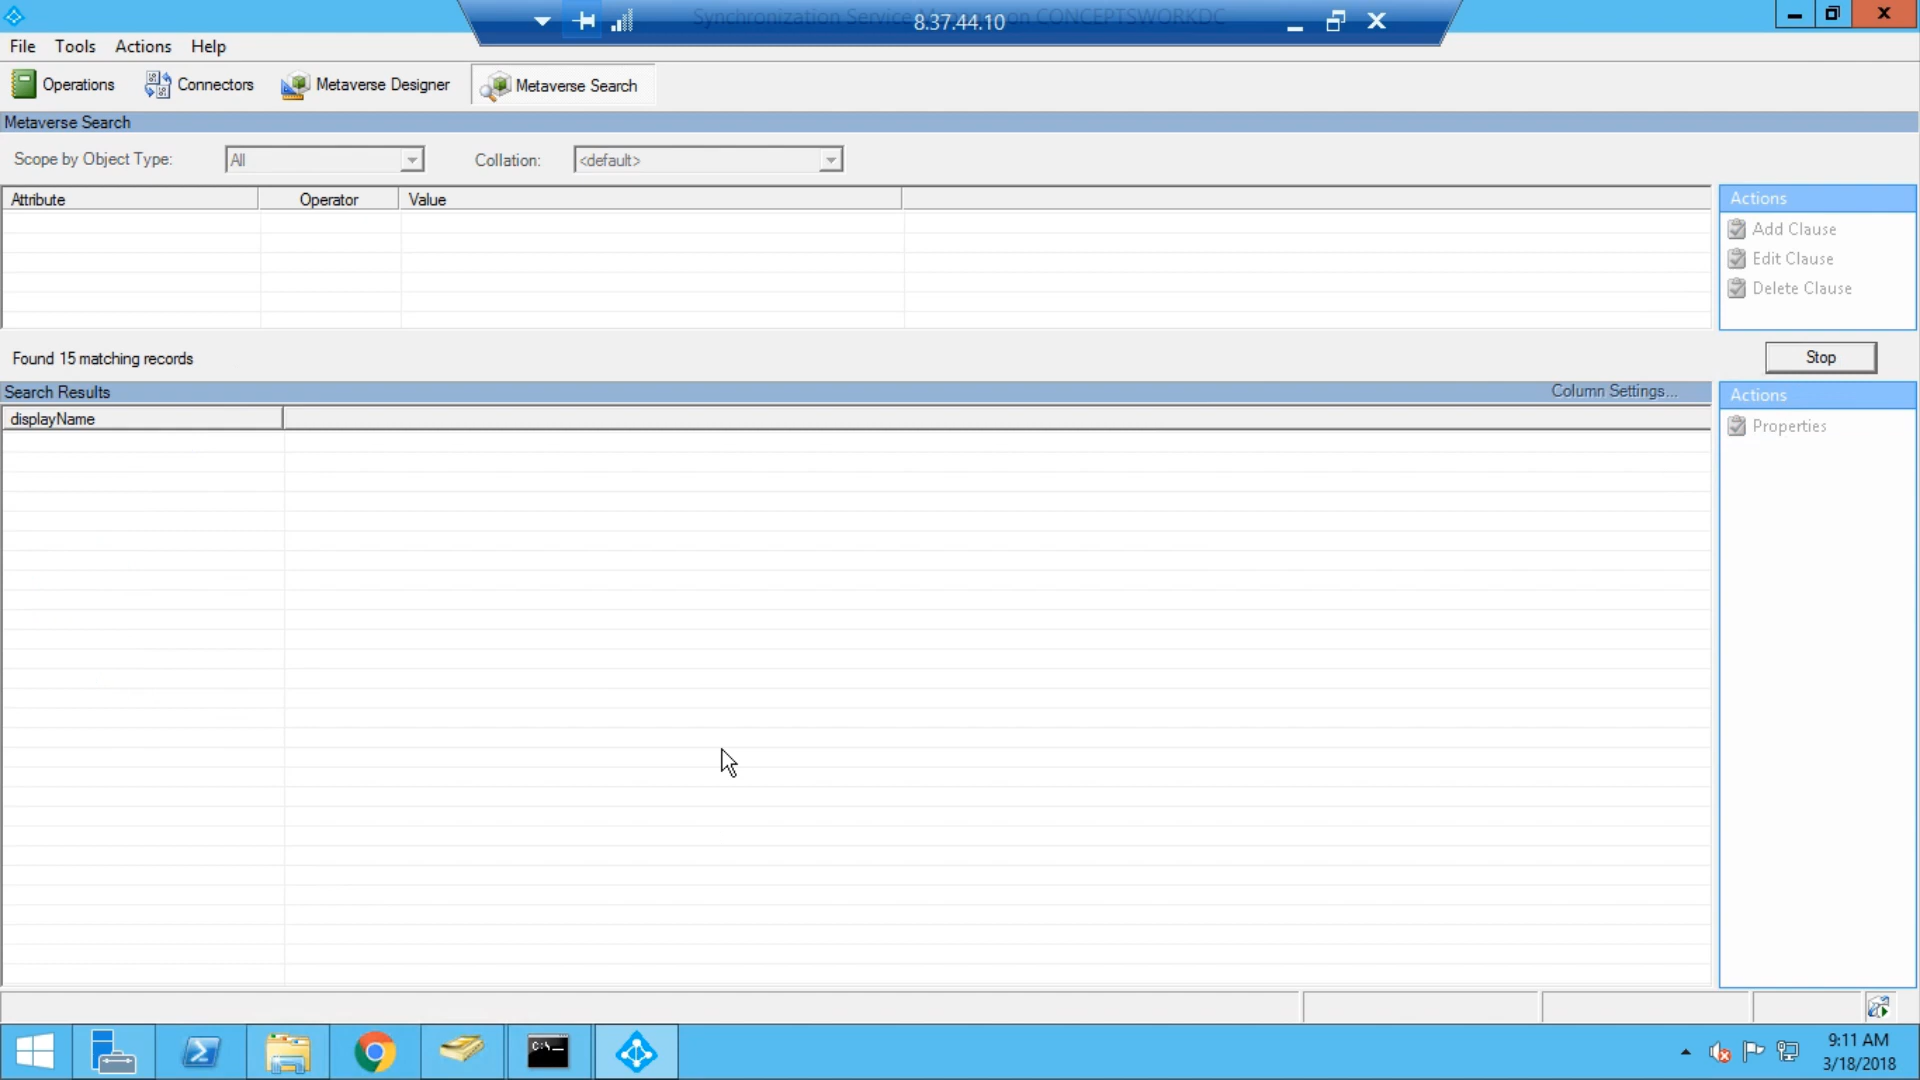 Synchronization Service Manager on CONCEPTSWORKDC
8.37.44.10
File Tools Actions Help
Operations Connectors Metaverse Designer Metaverse Search
Metaverse Search
Scope by Object Type: All Collation: <default>
Attribute Operator Value
Actions
Add Clause
Edit Clause
Delete Clause
Found 15 matching records
Stop
Search Results Column Settings...
Actions
displayName
Properties
9:11 AM
3/18/2018